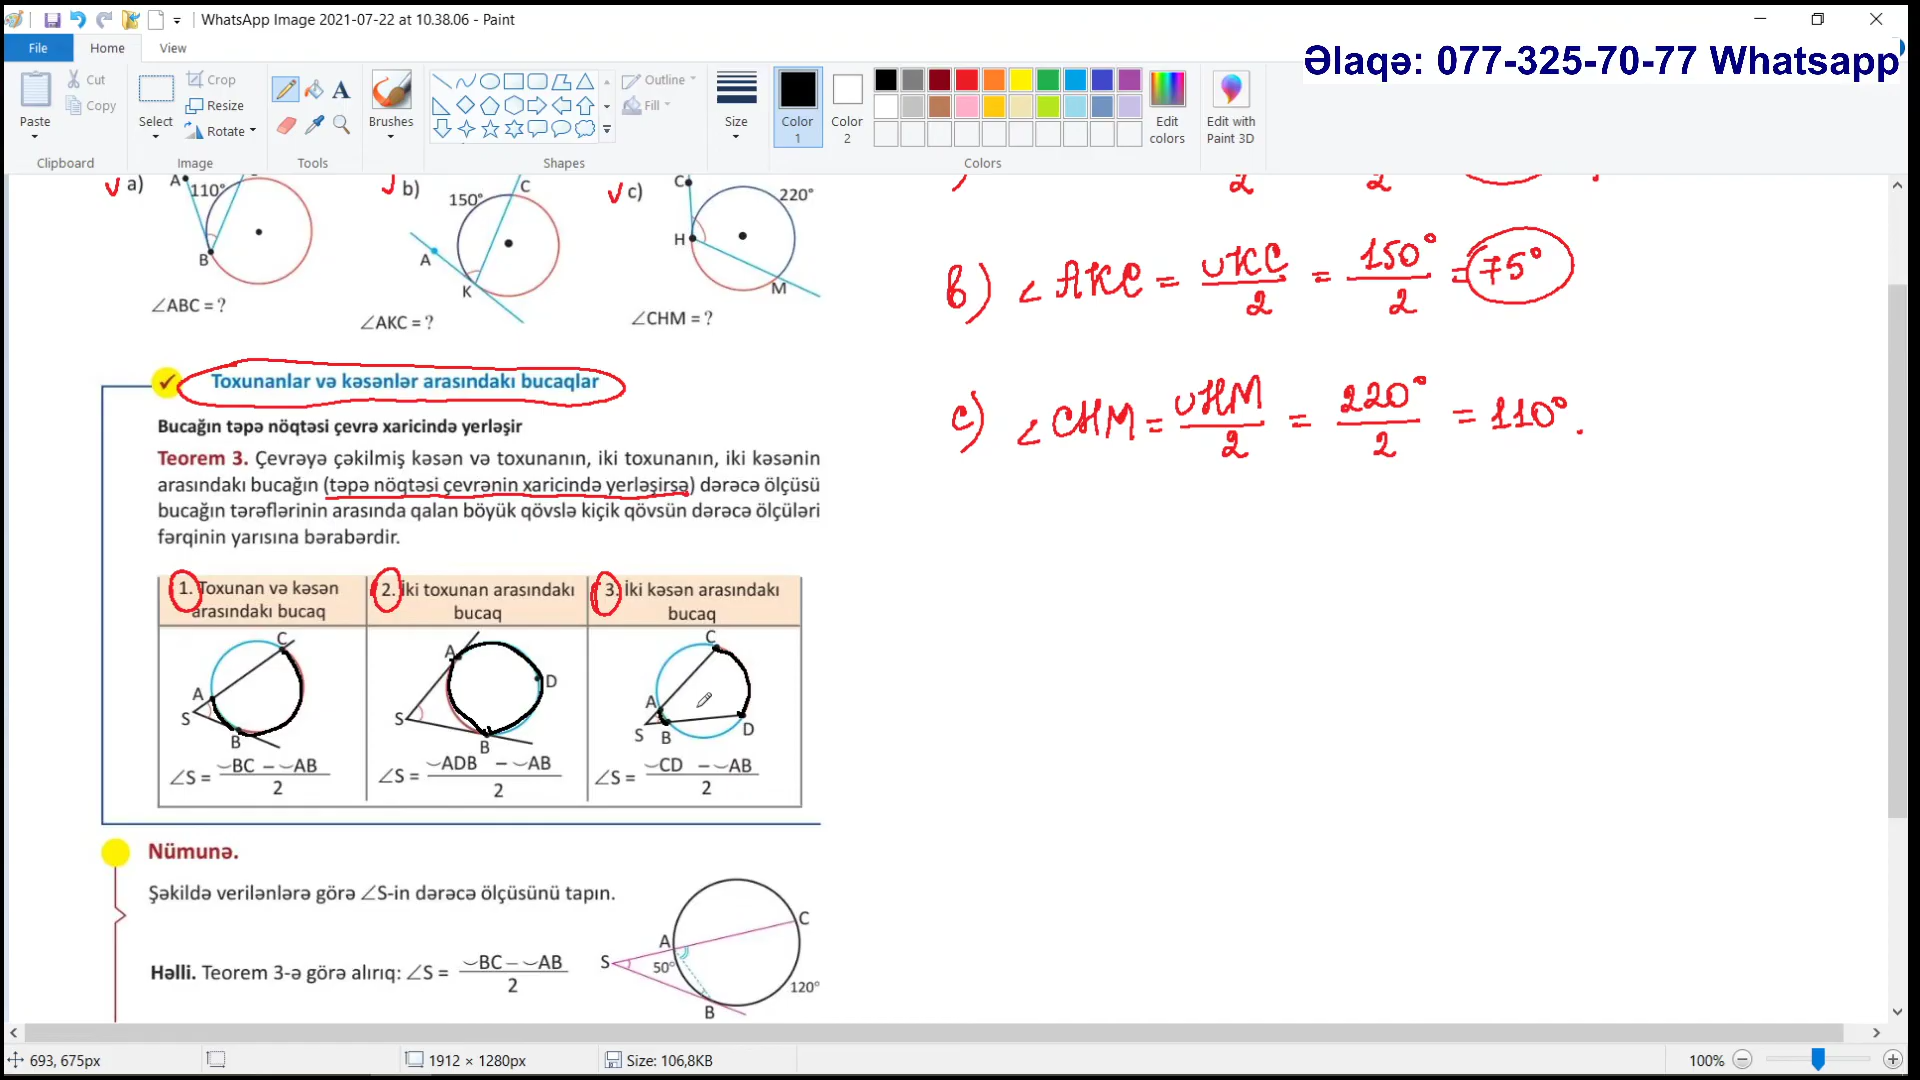 WhatsApp Image 2021-07-22 at 10.38.06 - Paint
File Home View
Əlaqə: 077-325-70-77 Whatsapp
Paste
Cut
Copy
Clipboard
Select
Crop
Resize
Rotate
Image
A
Tools
Brushes
Outline
Fill
Shapes
Size
Color 1
Color 2
Edit colors
Edit with Paint 3D
Colors
a) A 110° B
∠ABC = ?
b) 150° C A K
∠AKC = ?
c) C 220° H M
∠CHM = ?
2 2
b) ∠AKC = ◡KC/2 = 150°/2 = 75°
c) ∠CHM = ◡HM/2 = 220°/2 = 110°.
Toxunanlar və kəsənlər arasındakı bucaqlar
Bucağın təpə nöqtəsi çevrə xaricində yerləşir
Teorem 3. Çevrəyə çəkilmiş kəsən və toxunanın, iki toxunanın, iki kəsənin
arasındakı bucağın (təpə nöqtəsi çevrənin xaricində yerləşirsə) dərəcə ölçüsü
bucağın tərəflərinin arasında qalan böyük qövslə kiçik qövsün dərəcə ölçüləri
fərqinin yarısına bərabərdir.
1. Toxunan və kəsən
arasındakı bucaq
2. İki toxunan arasındakı
bucaq
3. İki kəsən arasındakı
bucaq
C A S B
A D S B
C A S B D
∠S = ⌣BC – ⌣AB
2
∠S = ⌣ADB – ⌣AB
2
∠S = ⌣CD – ⌣AB
2
Nümunə.
Şəkildə verilənlərə görə ∠S-in dərəcə ölçüsünü tapın.
C A S 50° 120° B
Həlli. Teorem 3-ə görə alırıq: ∠S = ⌣BC – ⌣AB
2
693, 675px
1912 × 1280px
Size: 106,8KB
100%